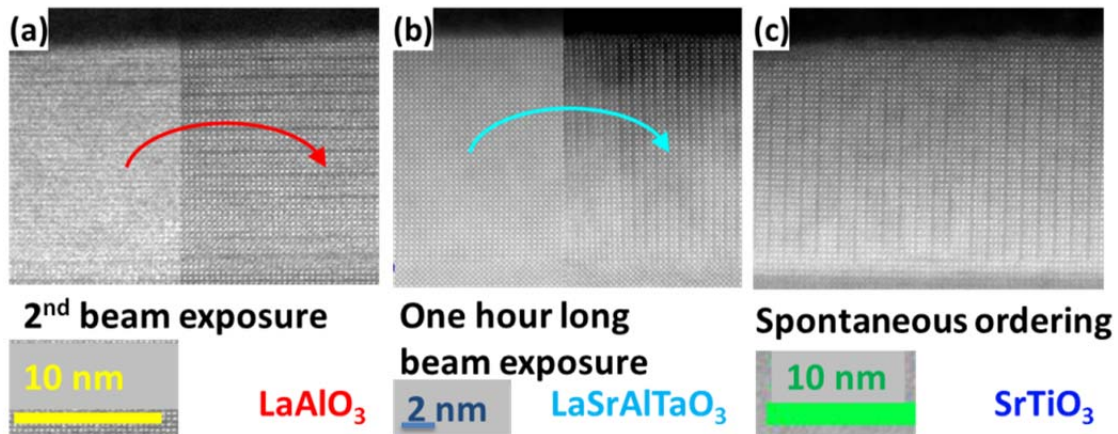 (a)
(b)
(c)
2nd beam exposure
One hour long
beam exposure
Spontaneous ordering
10 nm
2 nm
10 nm
LaAlO3
LaSrAlTaO3
SrTiO3